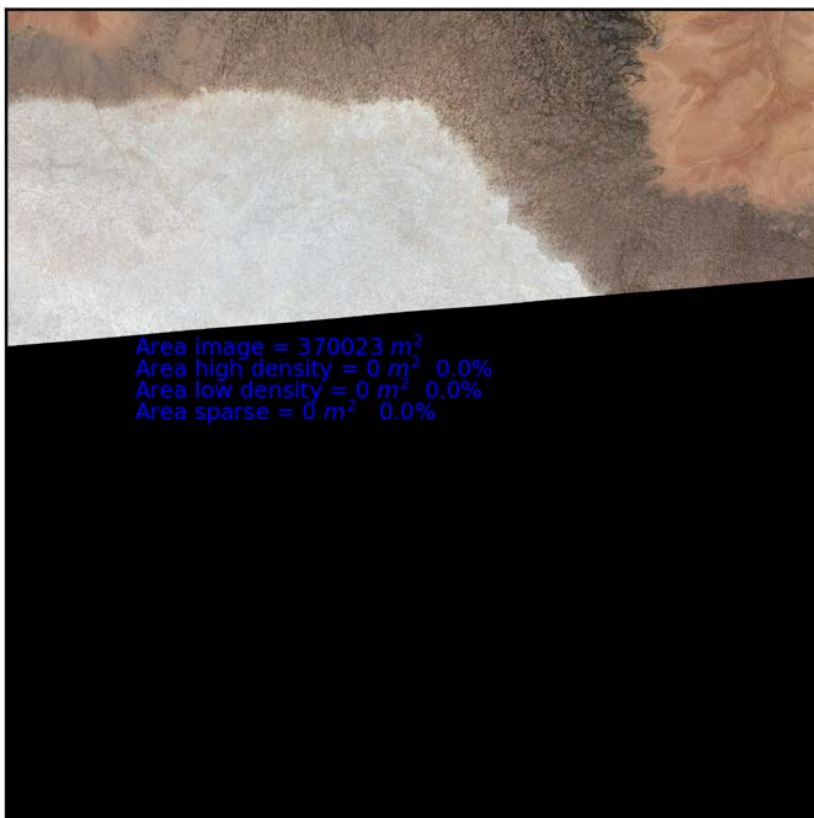 Area image = 370023 m²
Area high density = 0 m² 0.0%
Area low density = 0 m² 0.0%
Area sparse = 0 m² 0.0%